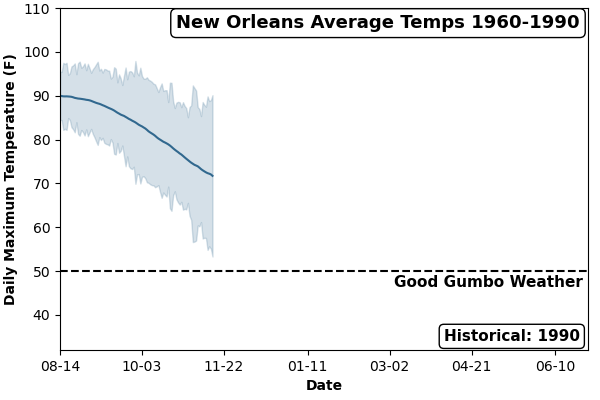 New Orleans Average Temps 1960-1990
Daily Maximum Temperature (F)
110
100
90
80
70
60
50
40
Good Gumbo Weather
Historical: 1990
08-14 10-03 11-22 01-11 03-02 04-21 06-10
Date